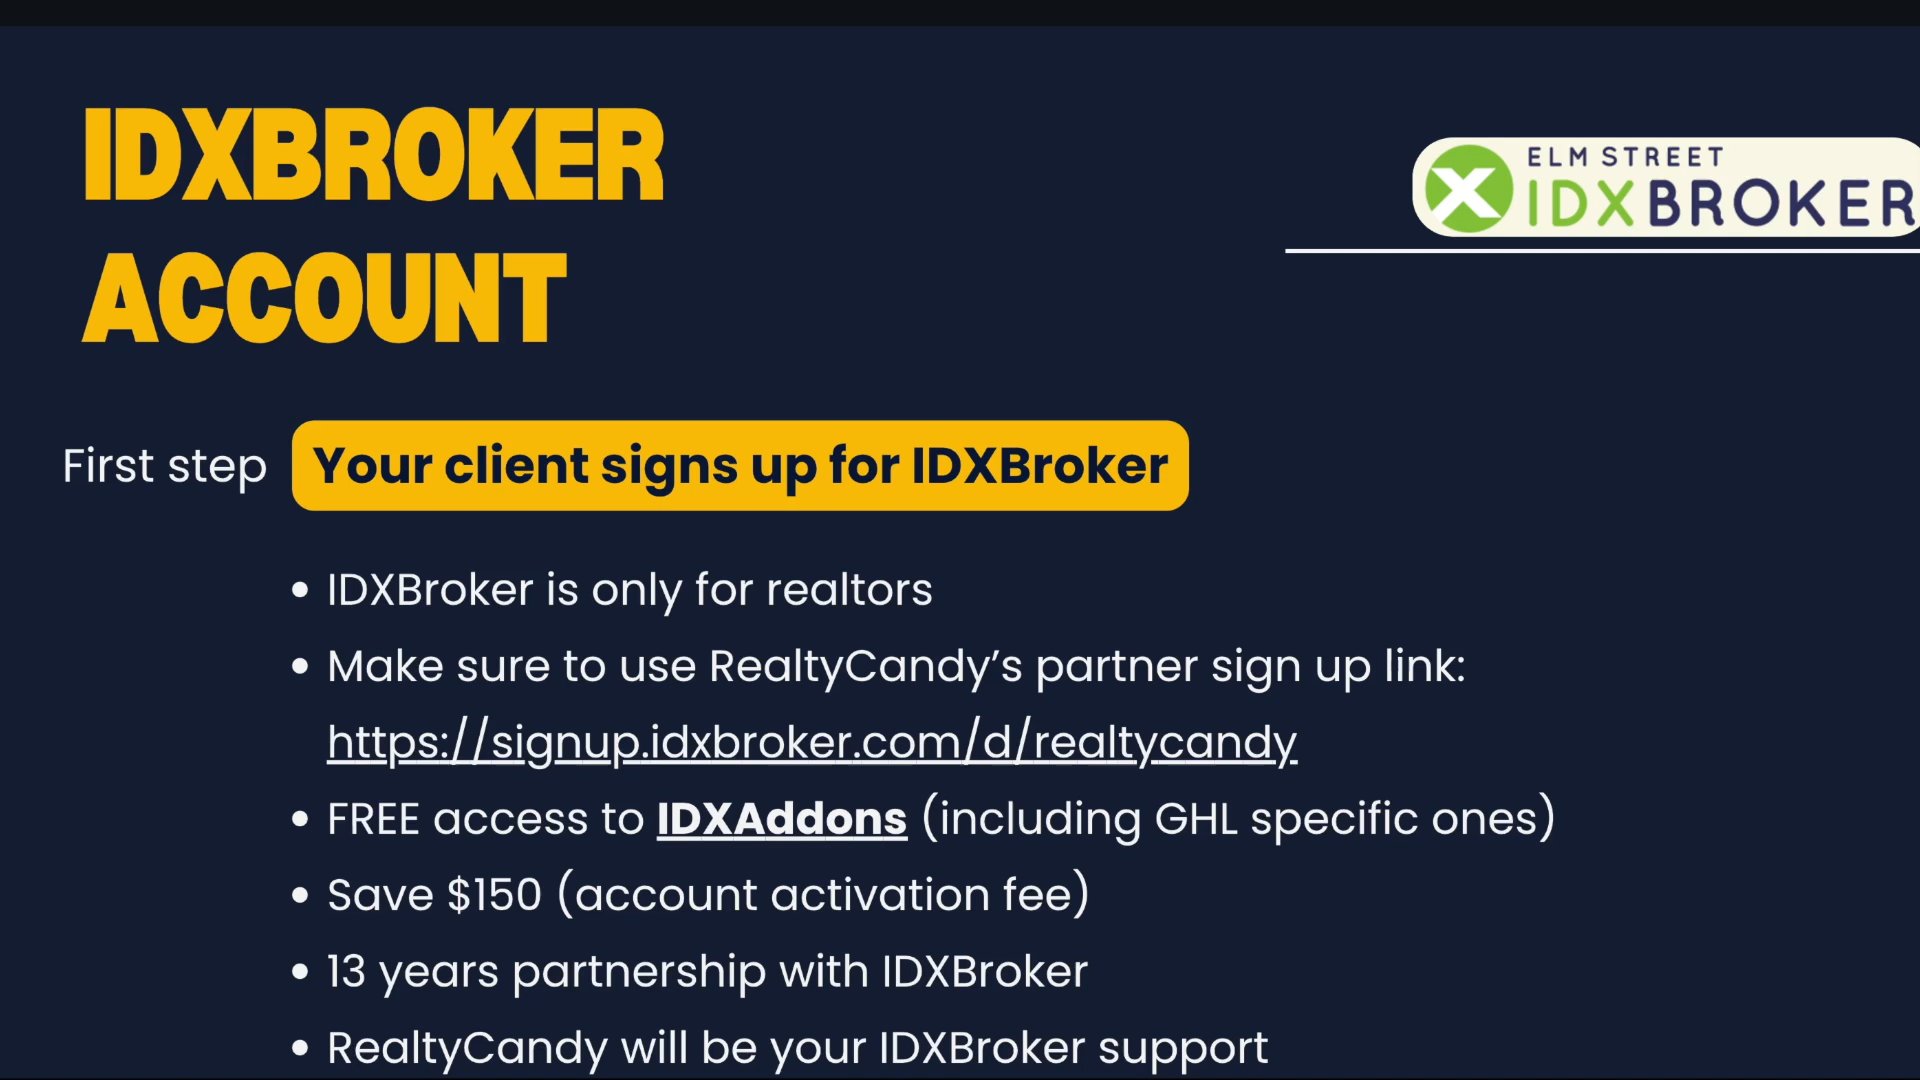 IDXBROKER
ACCOUNT
ELM STREET
IDXBROKER
First step Your client signs up for IDXBroker
• IDXBroker is only for realtors
• Make sure to use RealtyCandy’s partner sign up link:
https://signup.idxbroker.com/d/realtycandy
• FREE access to IDXAddons (including GHL specific ones)
• Save $150 (account activation fee)
• 13 years partnership with IDXBroker
• RealtyCandy will be your IDXBroker support